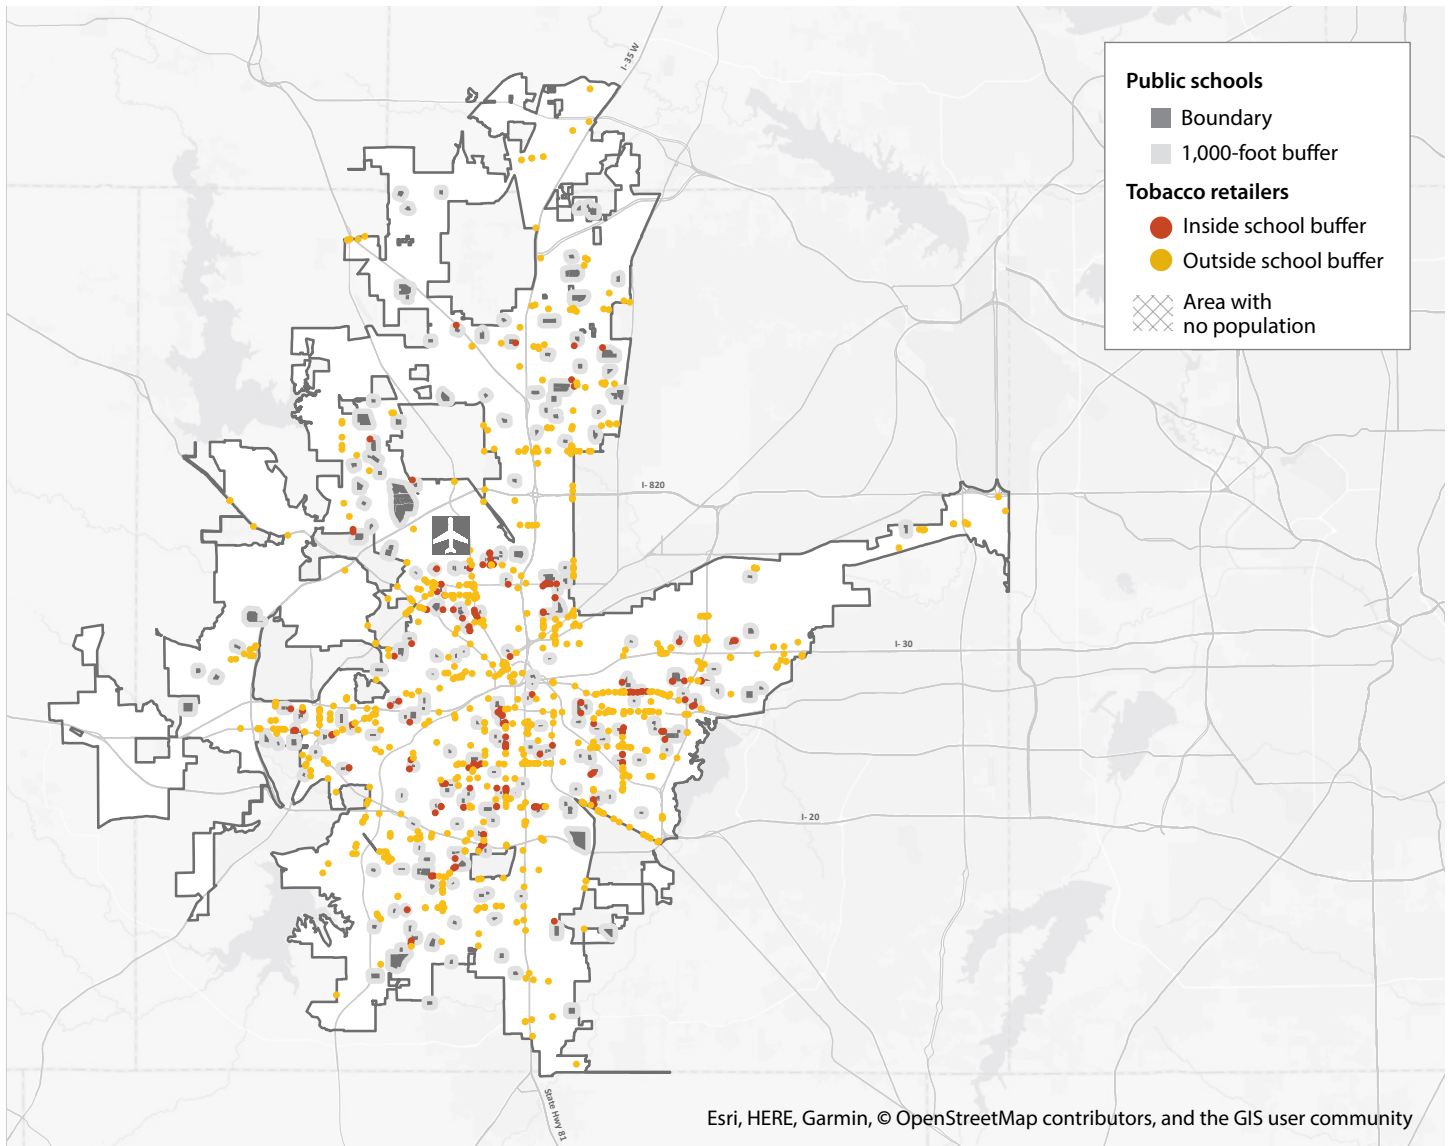 I-35W
Public schools
Boundary
1,000-foot buffer
Tobacco retailers
Inside school buffer
Outside school buffer
Area with
no population
I-820
I-30
I-20
State Hwy 81
Esri, HERE, Garmin, © OpenStreetMap contributors, and the GIS user community